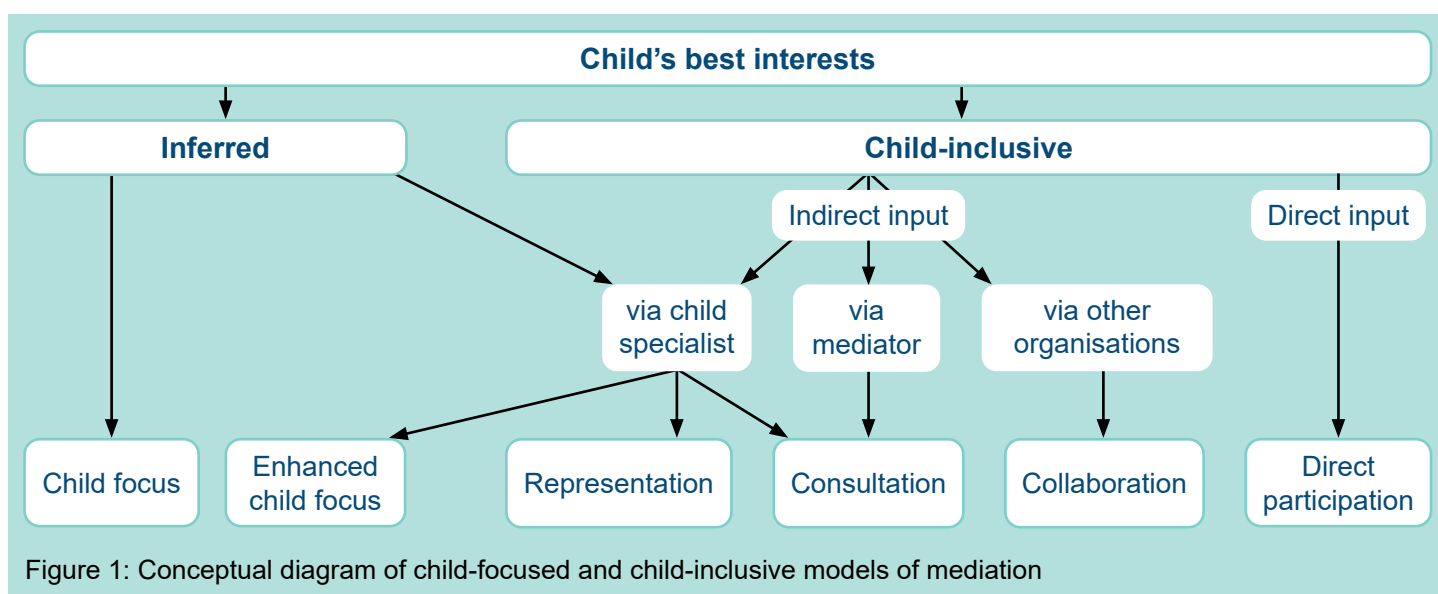 Child’s best interests
Inferred
Child-inclusive
Indirect input
Direct input
via child
specialist
via
mediator
via other
organisations
Child focus
Enhanced
child focus
Representation
Consultation
Collaboration
Direct
participation
Figure 1: Conceptual diagram of child-focused and child-inclusive models of mediation